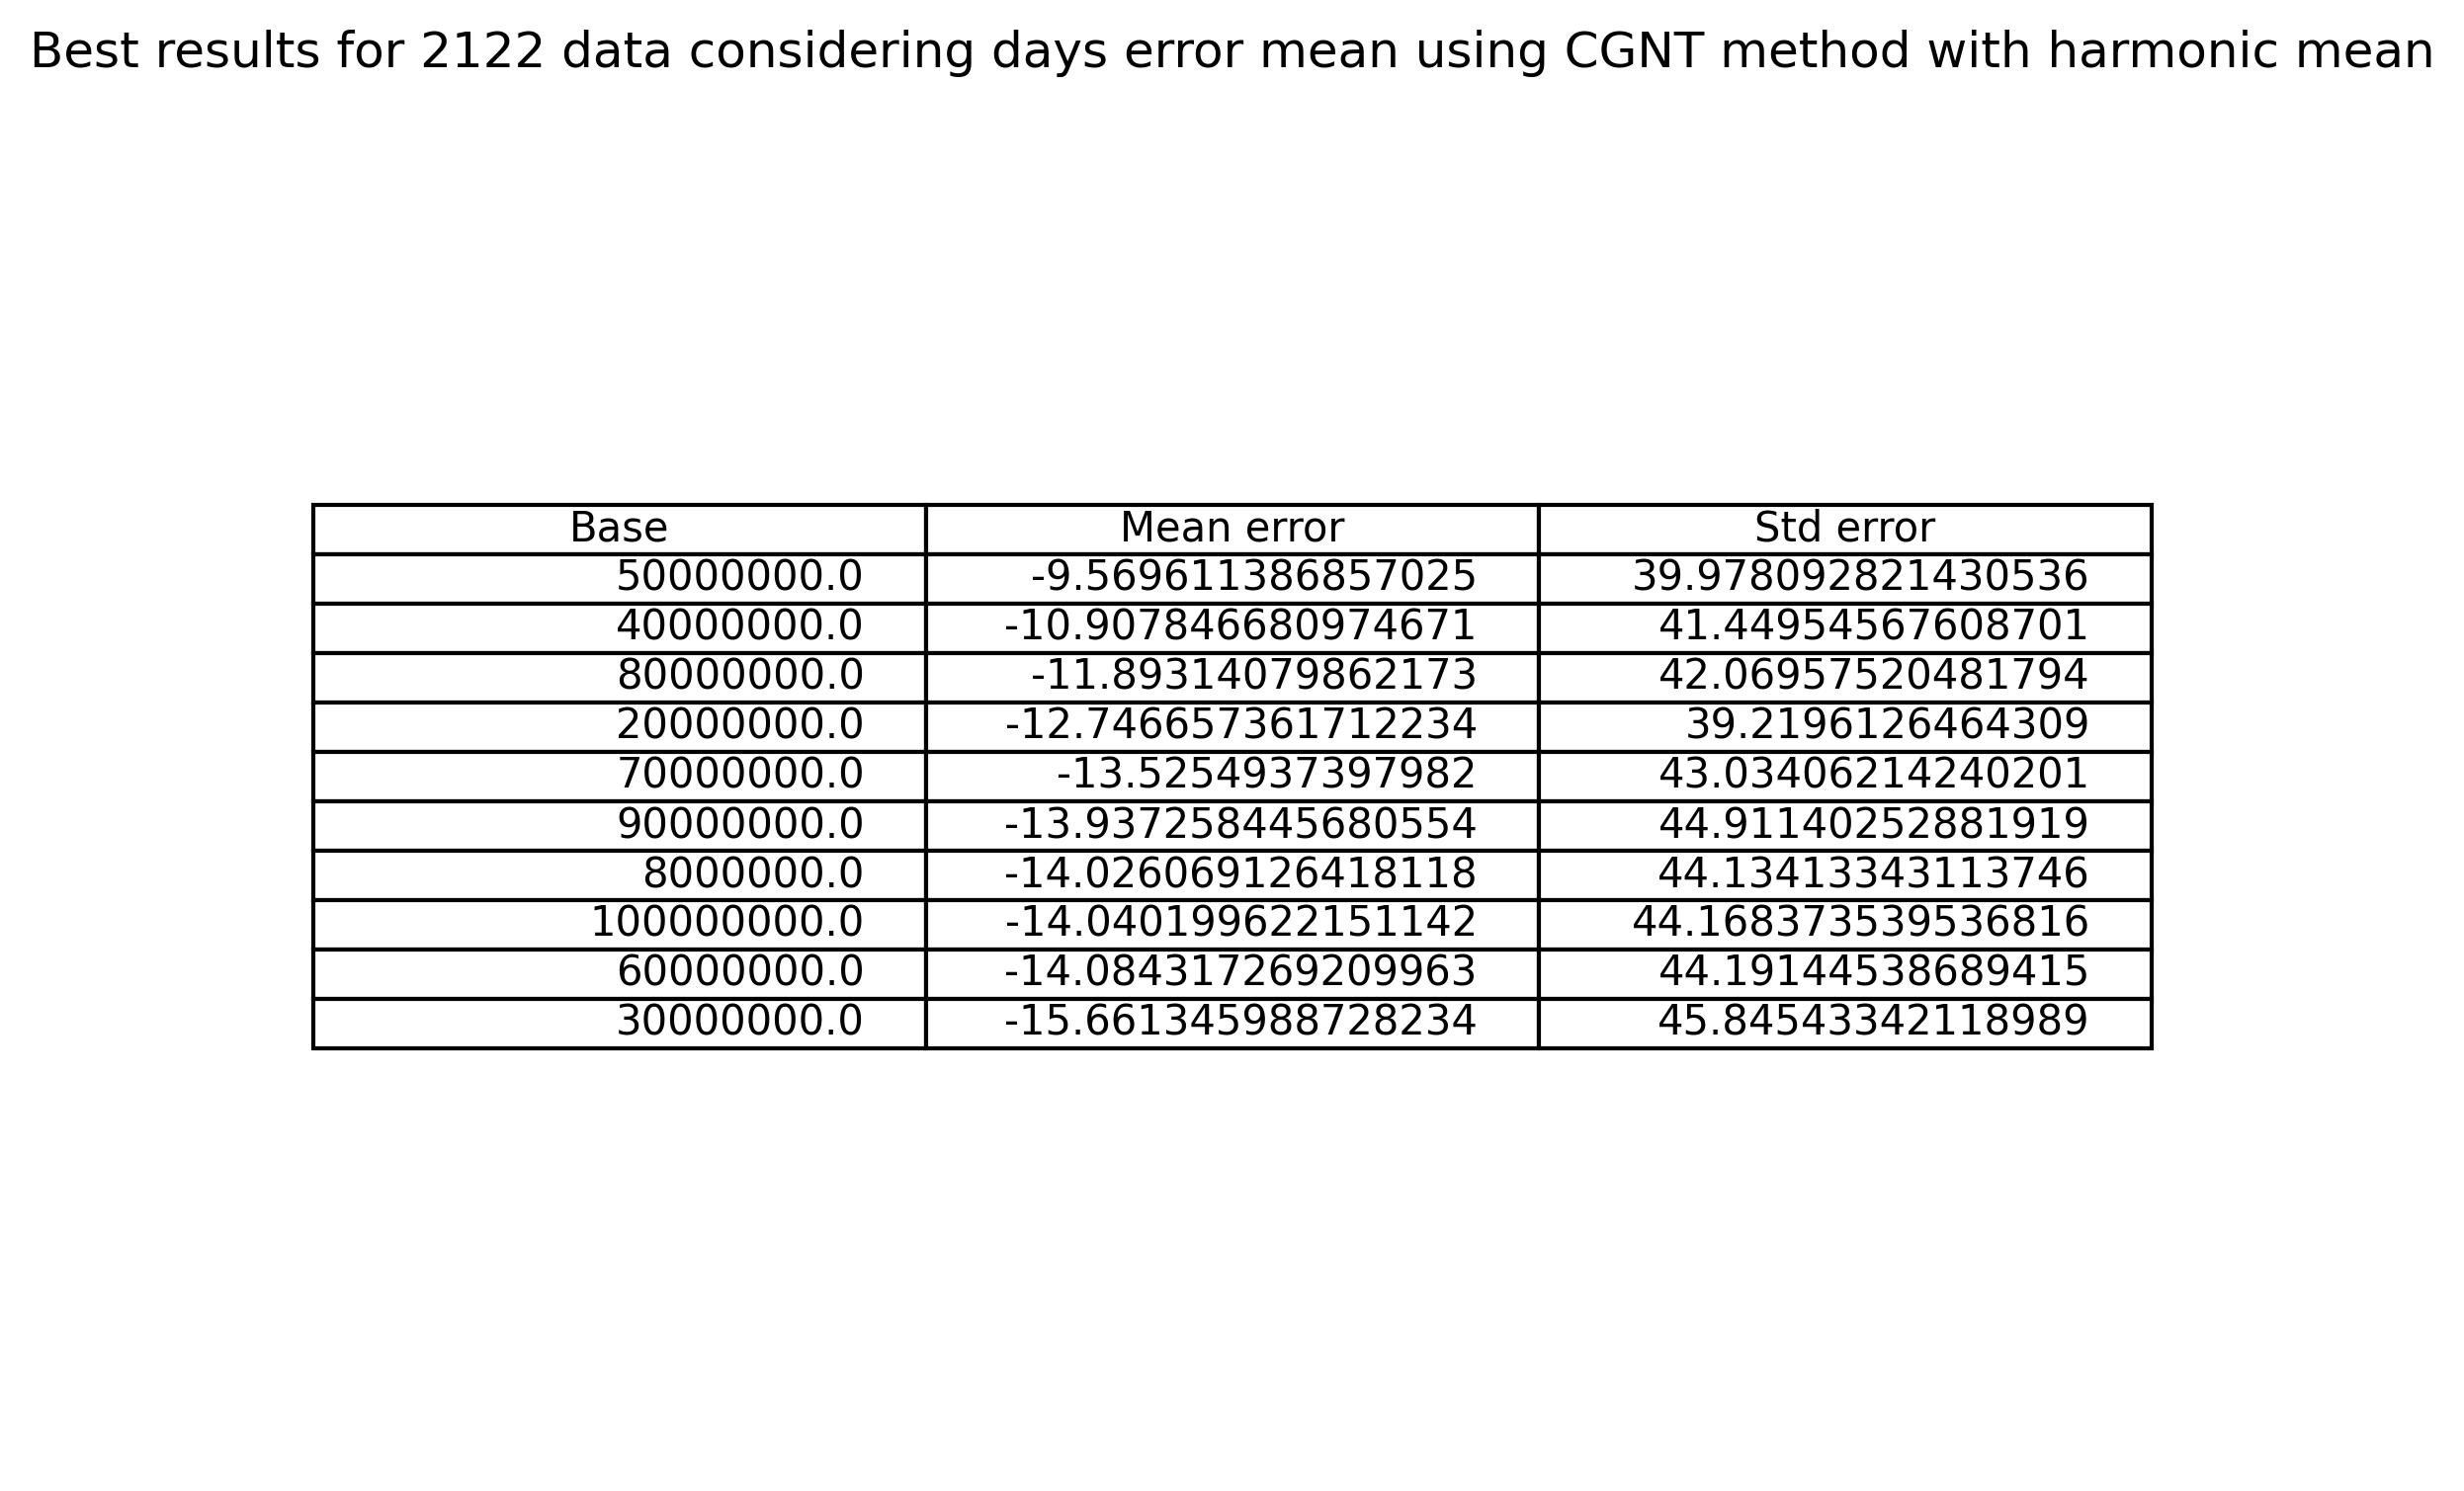 Best results for 2122 data considering days error mean using CGNT method with harmonic mean
Base Mean error Std error
50000000.0 -9.569611386857025 39.978092821430536
40000000.0 -10.907846680974671 41.44954567608701
80000000.0 -11.89314079862173 42.06957520481794
20000000.0 -12.746657361712234 39.2196126464309
70000000.0 -13.5254937397982 43.03406214240201
90000000.0 -13.937258445680554 44.91140252881919
8000000.0 -14.026069126418118 44.13413343113746
100000000.0 -14.040199622151142 44.168373539536816
60000000.0 -14.084317269209963 44.19144538689415
30000000.0 -15.661345988728234 45.84543342118989